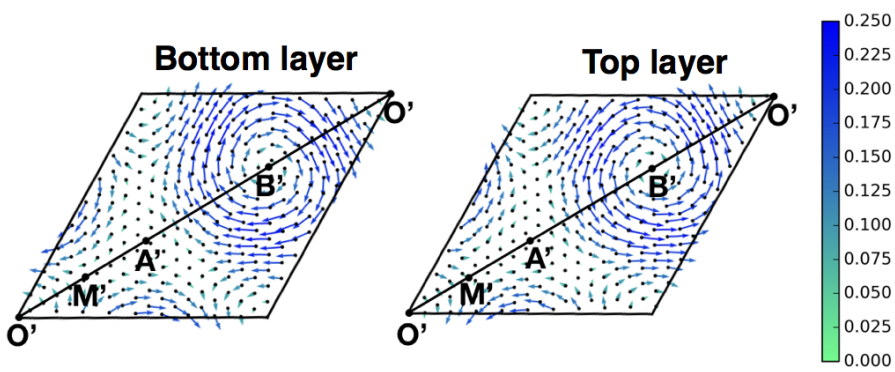 Bottom layer
Top layer
O'
B'
A'
M'
O'
O'
B'
A'
M'
O'
0.250
0.225
0.200
0.175
0.150
0.125
0.100
0.075
0.050
0.025
0.000